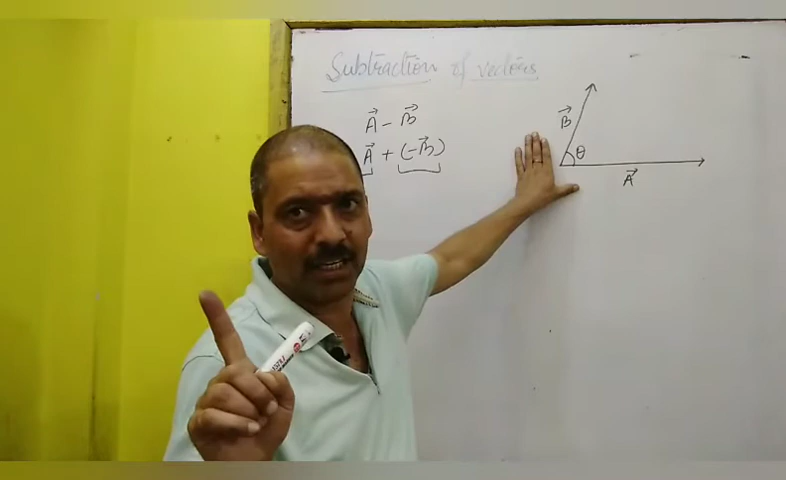 Subtraction of vectors
A⃗ - B⃗
A⃗ + (-B⃗)
B⃗
θ
A⃗